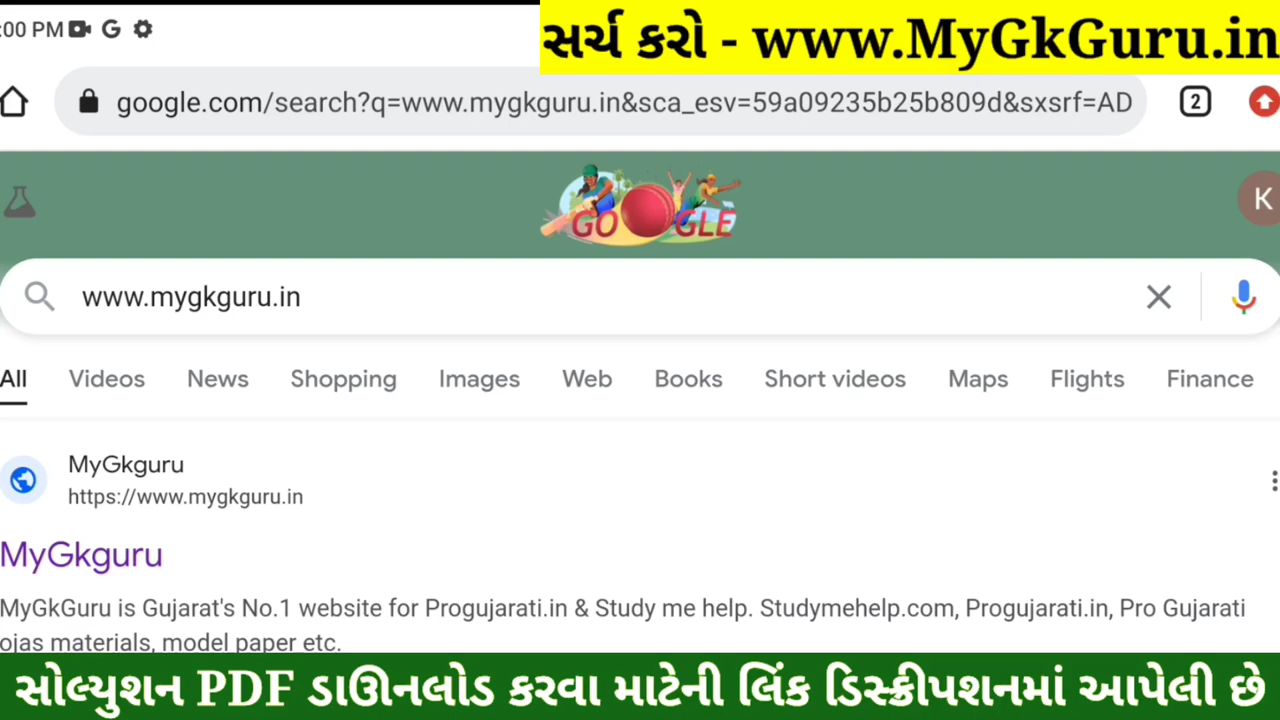 :00 PM
સર્ચ કરો - www.MyGkGuru.in
google.com/search?q=www.mygkguru.in&sca_esv=59a09235b25b809d&sxsrf=AD
2
GOOGLE
K
www.mygkguru.in
All Videos News Shopping Images Web Books Short videos Maps Flights Finance
MyGkguru
https://www.mygkguru.in
MyGkguru
MyGkGuru is Gujarat's No.1 website for Progujarati.in & Study me help. Studymehelp.com, Progujarati.in, Pro Gujarati
ojas materials, model paper etc.
સોલ્યુશન PDF ડાઊનલોડ કરવા માટેની લિંક ડિસ્ક્રીપશનમાં આપેલી છે